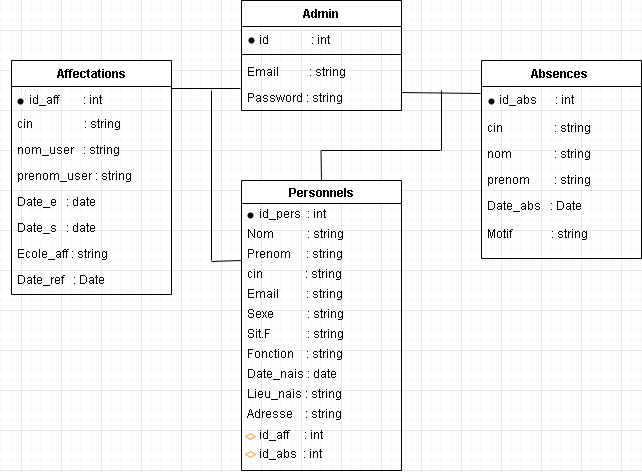 Admin
id : int
Email : string
Password : string
Affectations
id_aff : int
cin : string
nom_user : string
prenom_user : string
Date_e : date
Date_s : date
Ecole_aff : string
Date_ref : Date
Absences
id_abs : int
cin : string
nom : string
prenom : string
Date_abs : Date
Motif : string
Personnels
id_pers : int
Nom : string
Prenom : string
cin : string
Email : string
Sexe : string
Sit.F : string
Fonction : string
Date_nais : date
Lieu_nais : string
Adresse : string
id_aff : int
id_abs : int